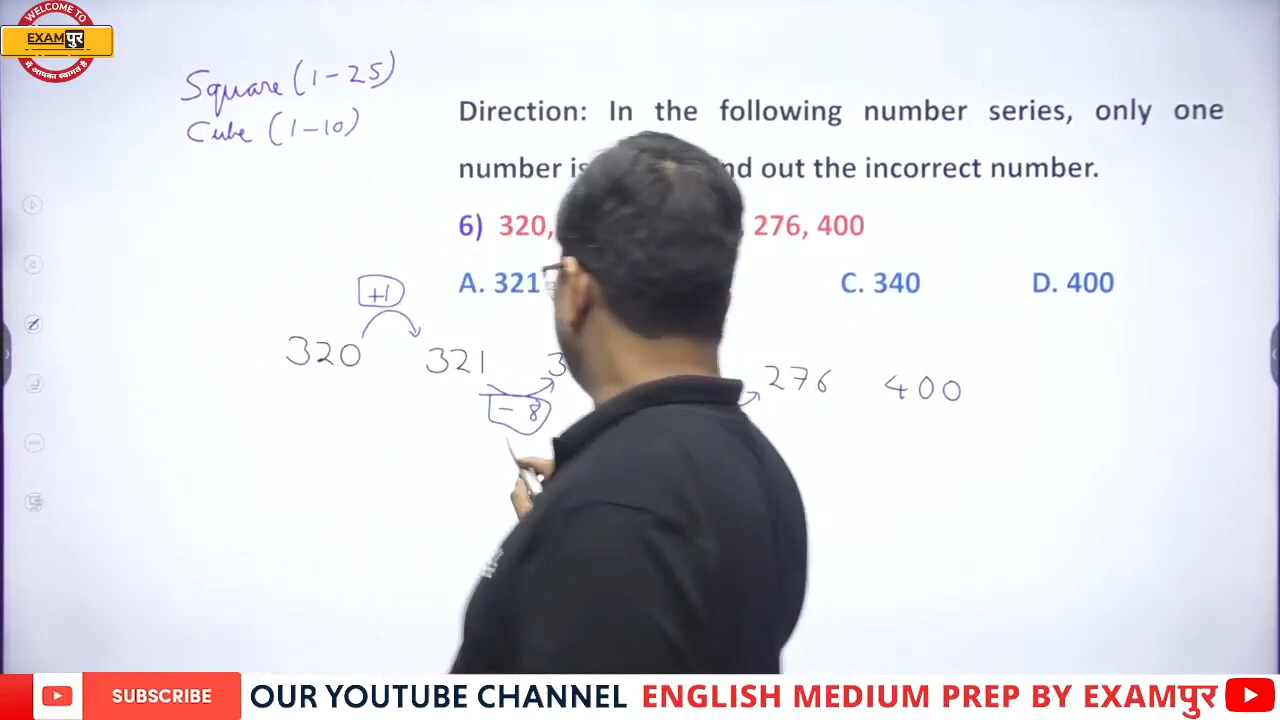 WELCOME TO
EXAMपुर
में आपका स्वागत है
Square (1-25)
Cube (1-10)
Direction: In the following number series, only one
number is out the incorrect number.
6) 320, 276, 400
A. 321 C. 340 D. 400
+1
320 321 3 276 400
- 8
SUBSCRIBE OUR YOUTUBE CHANNEL ENGLISH MEDIUM PREP BY EXAMपुर